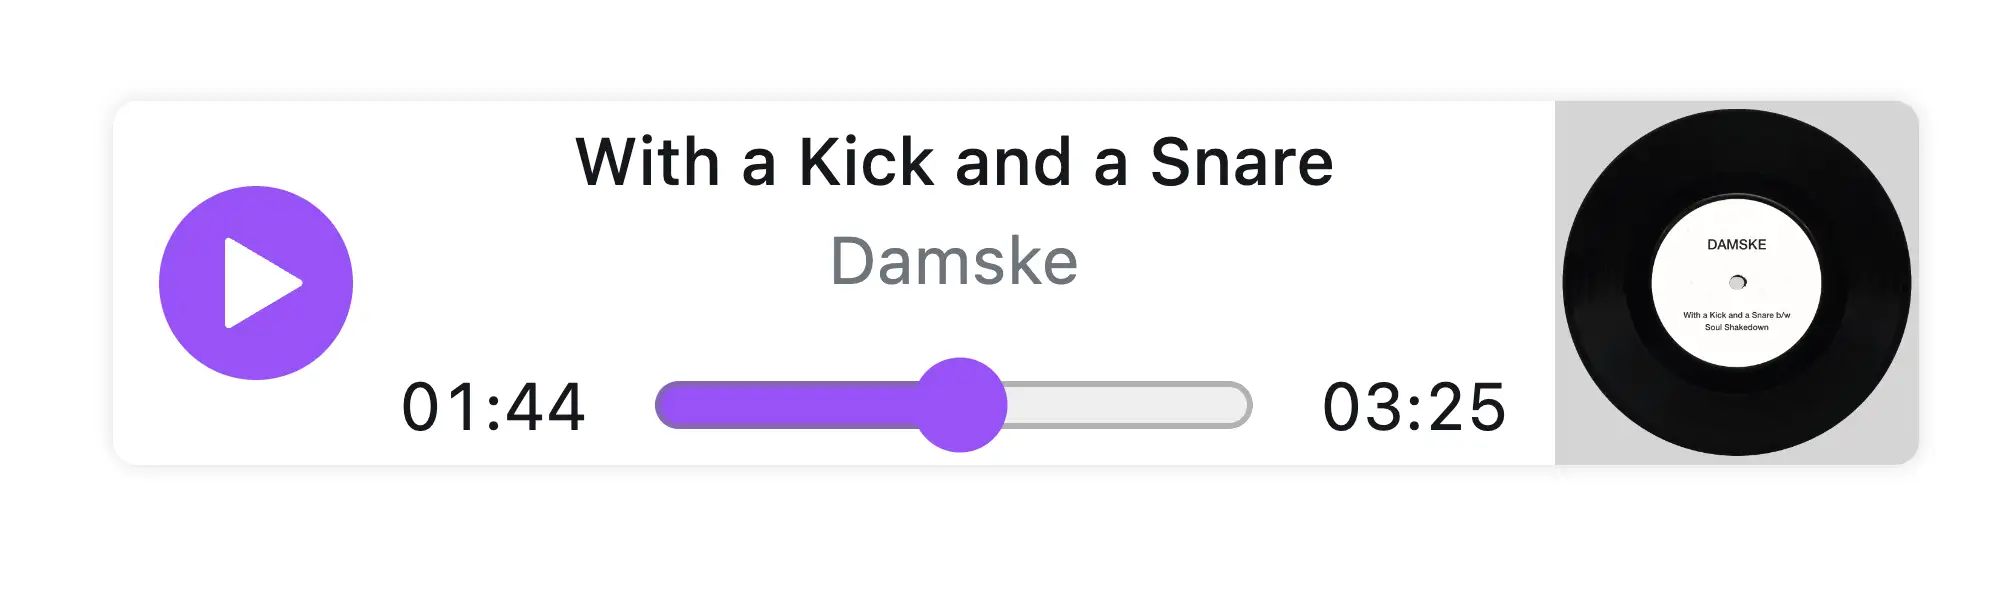 With a Kick and a Snare
Damske
01:44
03:25
DAMSKE
With a Kick and a Snare b/w
Soul Shakedown